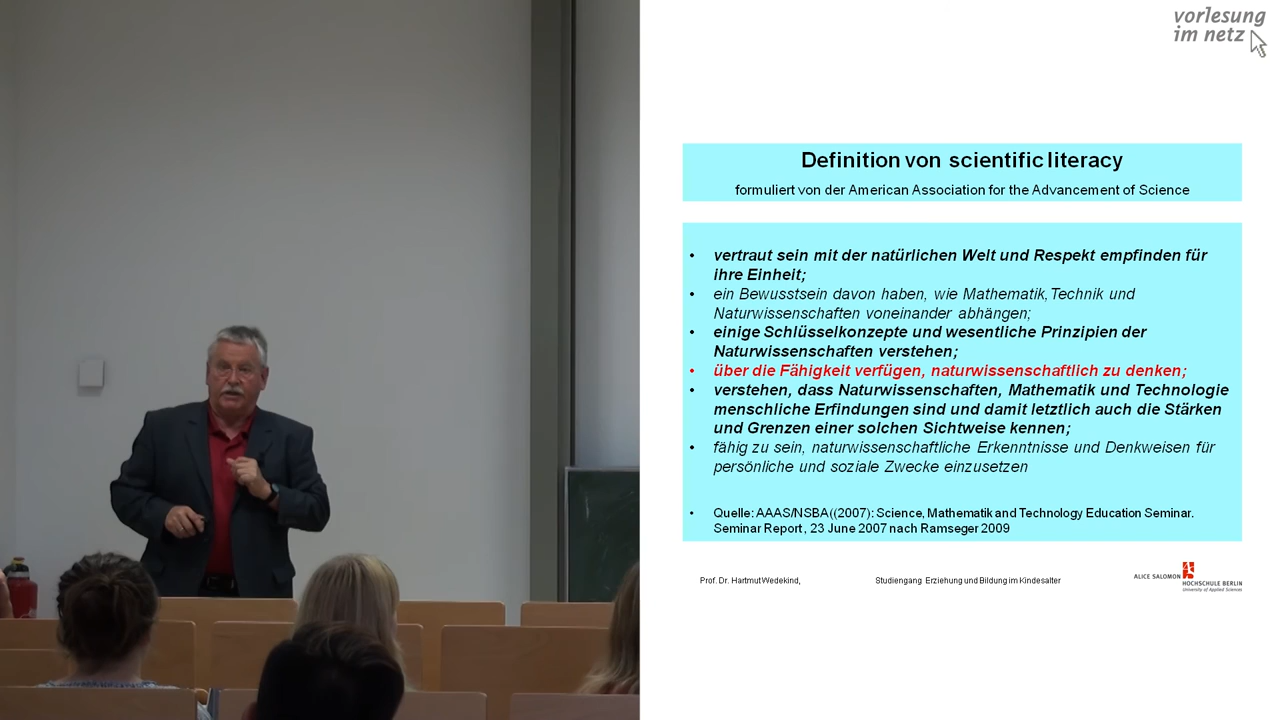 vorlesung
im netz
Definition von scientific literacy
formuliert von der American Association for the Advancement of Science
• vertraut sein mit der natürlichen Welt und Respekt empfinden für
ihre Einheit;
• ein Bewusstsein davon haben, wie Mathematik, Technik und
Naturwissenschaften voneinander abhängen;
• einige Schlüsselkonzepte und wesentliche Prinzipien der
Naturwissenschaften verstehen;
• über die Fähigkeit verfügen, naturwissenschaftlich zu denken;
• verstehen, dass Naturwissenschaften, Mathematik und Technologie
menschliche Erfindungen sind und damit letztlich auch die Stärken
und Grenzen einer solchen Sichtweise kennen;
• fähig zu sein, naturwissenschaftliche Erkenntnisse und Denkweisen für
persönliche und soziale Zwecke einzusetzen
• Quelle: AAAS/NSBA((2007): Science, Mathematik and Technology Education Seminar.
Seminar Report, 23 June 2007 nach Ramseger 2009
Prof. Dr. Hartmut Wedekind, Studiengang Erziehung und Bildung im Kindesalter
ALICE SALOMON
HOCHSCHULE BERLIN
University of Applied Sciences